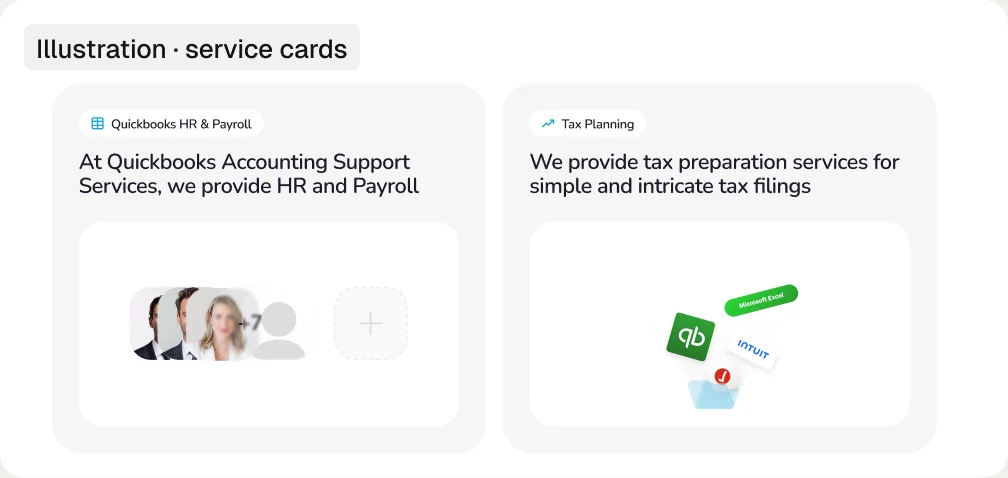 Illustration · service cards
Quickbooks HR & Payroll
At Quickbooks Accounting Support
Services, we provide HR and Payroll
+7
Tax Planning
We provide tax preparation services for
simple and intricate tax filings
Microsoft Excel
qb
INTUIT